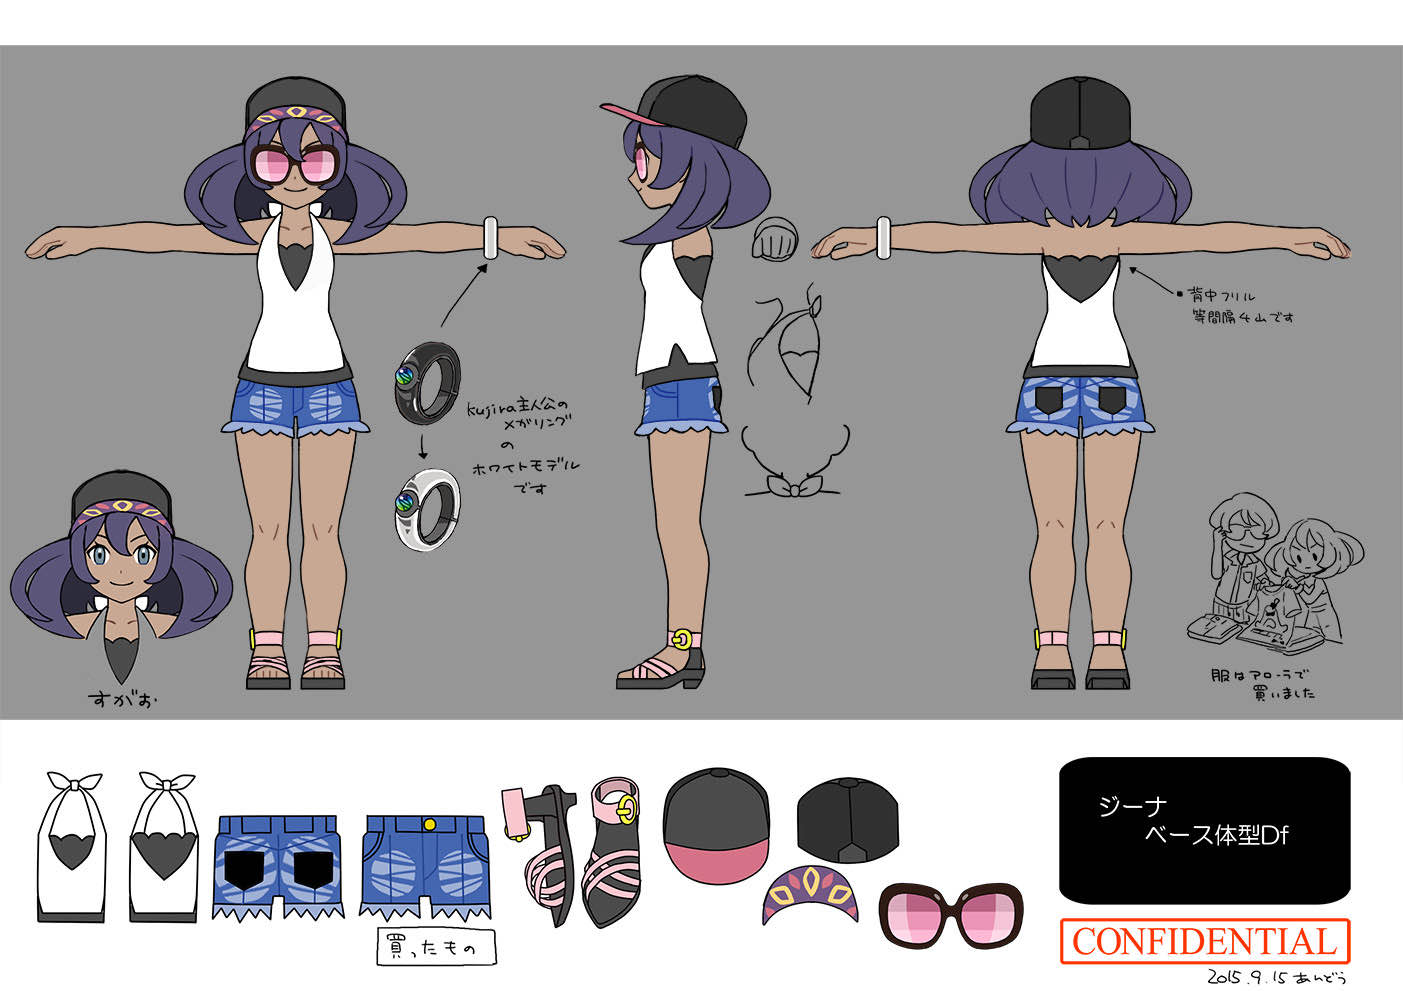 背中フリル
等間隔4山です
Kujira主人公の
メガリング
の
ホワイトモデル
です
すがお
服はアローラで
買いました
買ったもの
ジーナ
ベース体型Df
CONFIDENTIAL
2015.9.15 あんどう